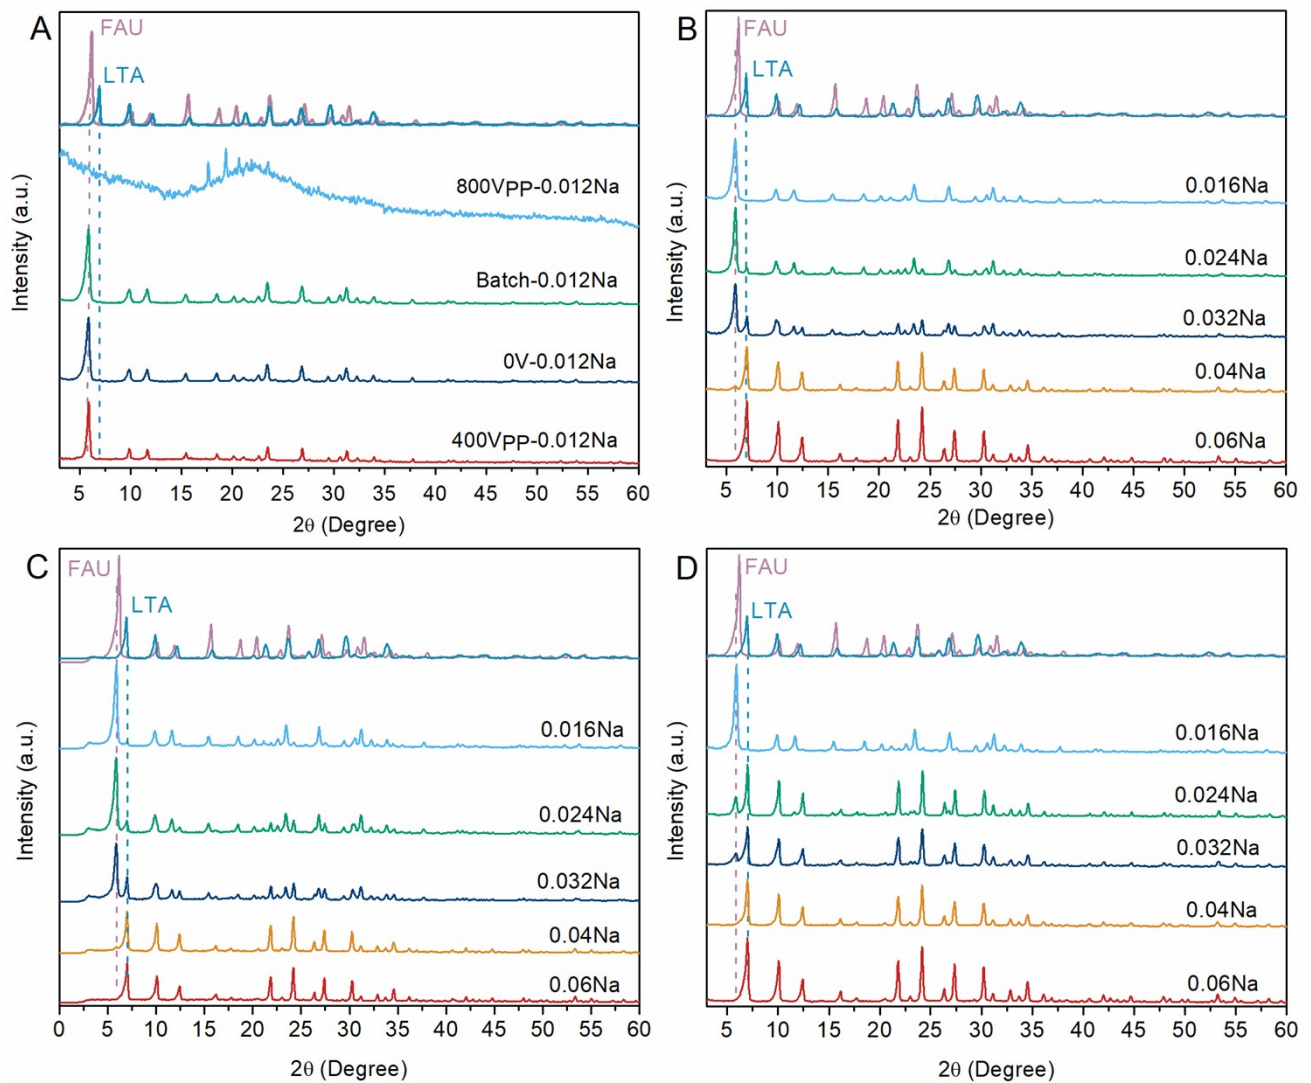 A
FAU
LTA
800VPP-0.012Na
Batch-0.012Na
0V-0.012Na
400VPP-0.012Na
Intensity (a.u.)
5 10 15 20 25 30 35 40 45 50 55 60
2θ (Degree)
B
FAU
LTA
0.016Na
0.024Na
0.032Na
0.04Na
0.06Na
Intensity (a.u.)
5 10 15 20 25 30 35 40 45 50 55 60
2θ (Degree)
C
FAU
LTA
0.016Na
0.024Na
0.032Na
0.04Na
0.06Na
Intensity (a.u.)
0 5 10 15 20 25 30 35 40 45 50 55 60
2θ (Degree)
D
FAU
LTA
0.016Na
0.024Na
0.032Na
0.04Na
0.06Na
Intensity (a.u.)
5 10 15 20 25 30 35 40 45 50 55 60
2θ (Degree)